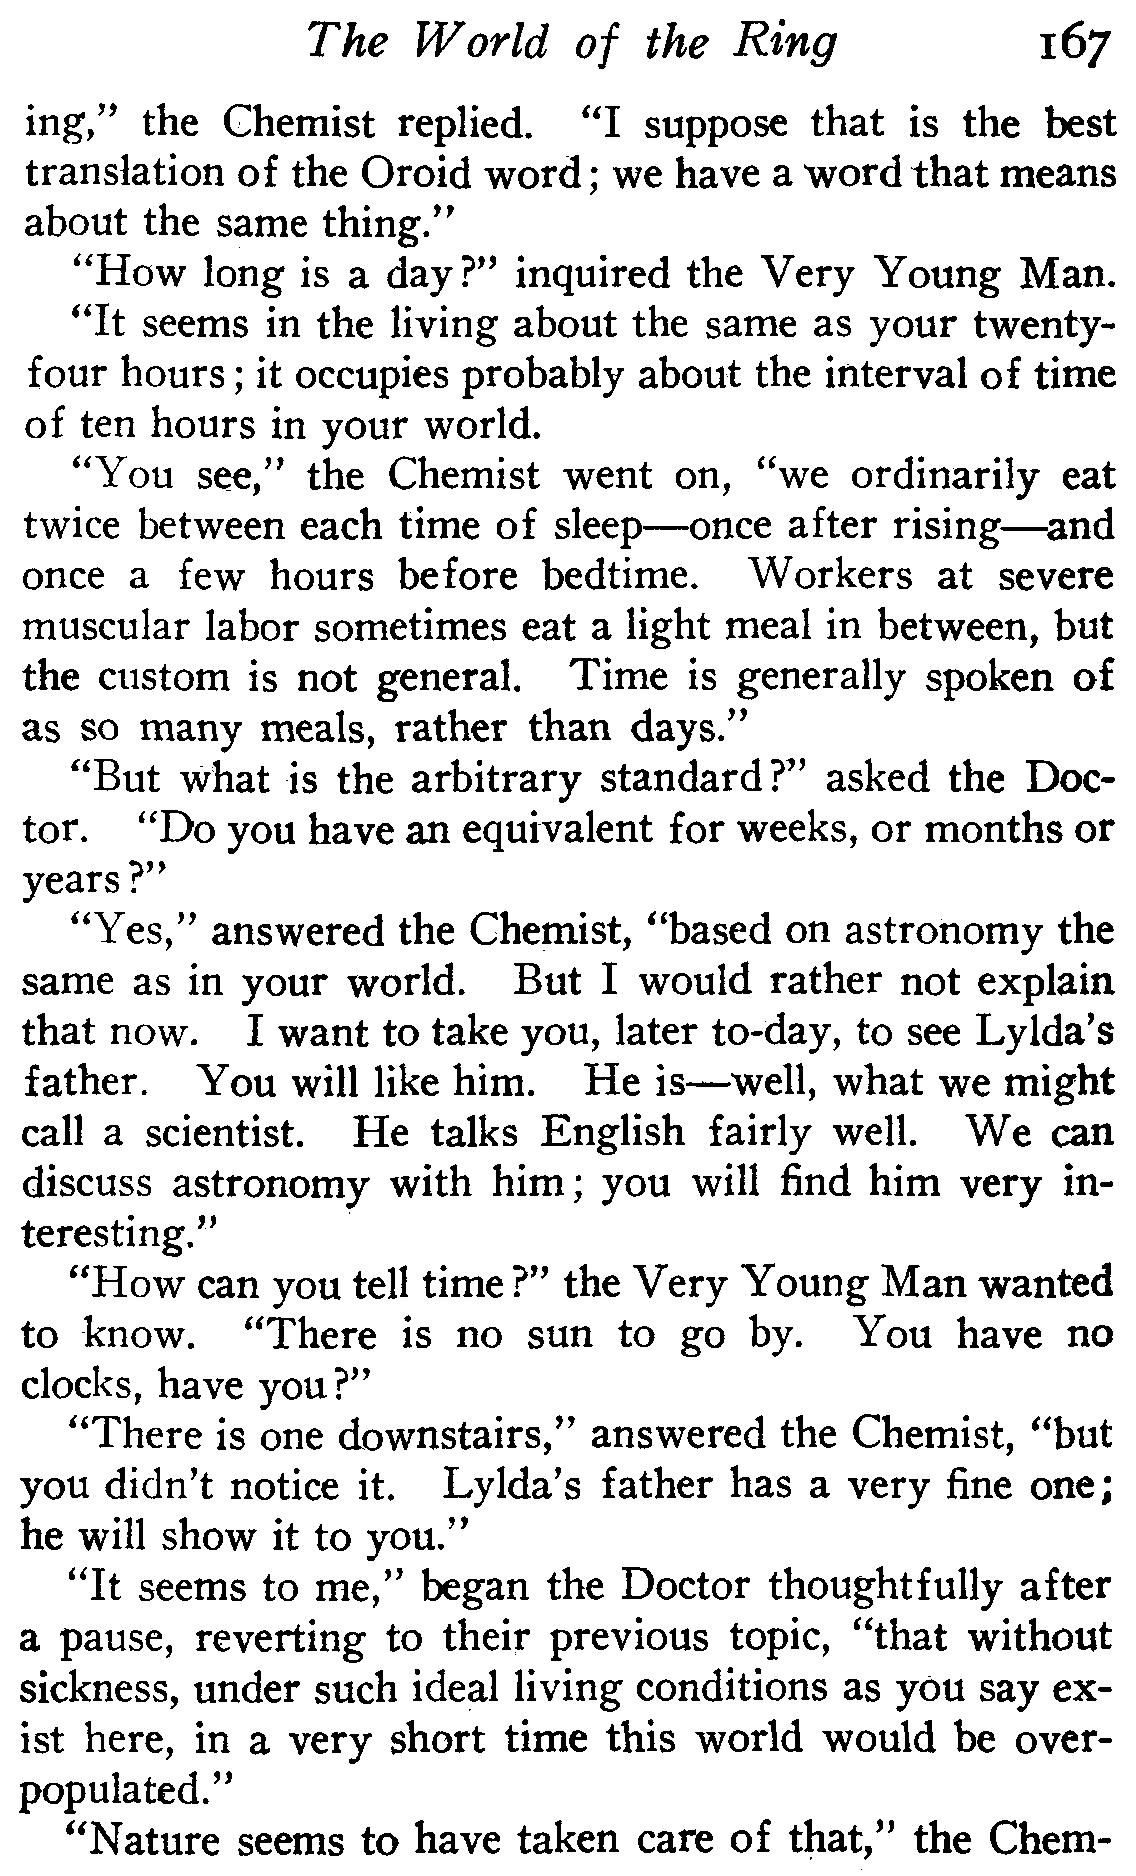 The World of the Ring 167
ing," the Chemist replied. "I suppose that is the best
translation of the Oroid word; we have a word that means
about the same thing."
"How long is a day?" inquired the Very Young Man.
"It seems in the living about the same as your twenty-
four hours; it occupies probably about the interval of time
of ten hours in your world.
"You see," the Chemist went on, "we ordinarily eat
twice between each time of sleep—once after rising—and
once a few hours before bedtime. Workers at severe
muscular labor sometimes eat a light meal in between, but
the custom is not general. Time is generally spoken of
as so many meals, rather than days."
"But what is the arbitrary standard?" asked the Doc-
tor. "Do you have an equivalent for weeks, or months or
years?"
"Yes," answered the Chemist, "based on astronomy the
same as in your world. But I would rather not explain
that now. I want to take you, later to-day, to see Lylda's
father. You will like him. He is—well, what we might
call a scientist. He talks English fairly well. We can
discuss astronomy with him; you will find him very in-
teresting."
"How can you tell time?" the Very Young Man wanted
to know. "There is no sun to go by. You have no
clocks, have you?"
"There is one downstairs," answered the Chemist, "but
you didn't notice it. Lylda's father has a very fine one;
he will show it to you."
"It seems to me," began the Doctor thoughtfully after
a pause, reverting to their previous topic, "that without
sickness, under such ideal living conditions as you say ex-
ist here, in a very short time this world would be over-
populated."
"Nature seems to have taken care of that," the Chem-